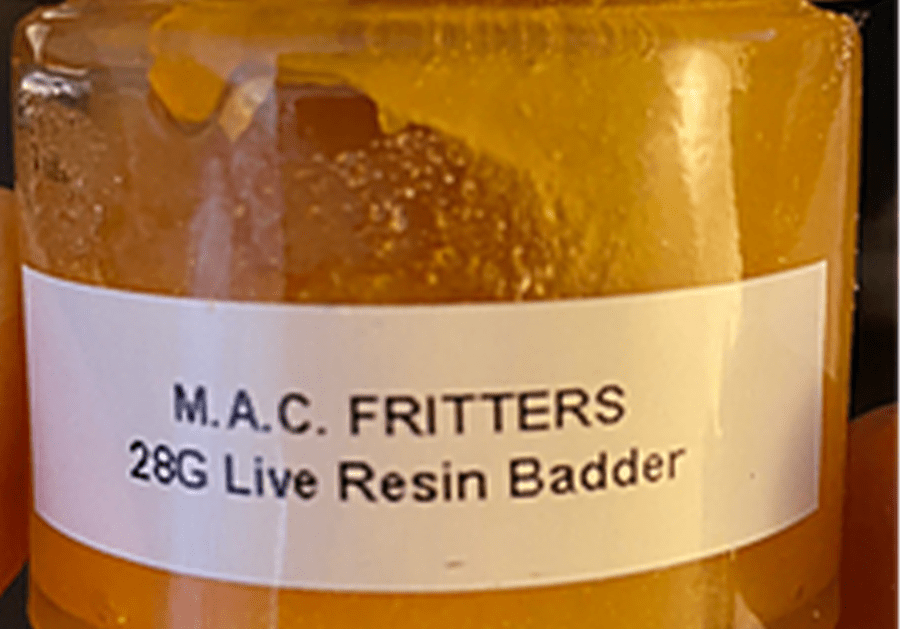 M.A.C. FRITTERS
28G Live Resin Badder